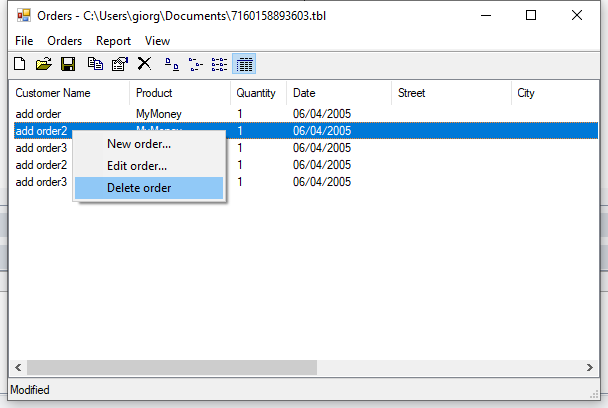 Orders - C:\Users\giorg\Documents\7160158893603.tbl
File Orders Report View
Customer Name Product Quantity Date Street City
add order MyMoney 1 06/04/2005
add order2 MyMoney 1 06/04/2005
add order3 1 06/04/2005
add order2 1 06/04/2005
add order3 1 06/04/2005
New order...
Edit order...
Delete order
Modified